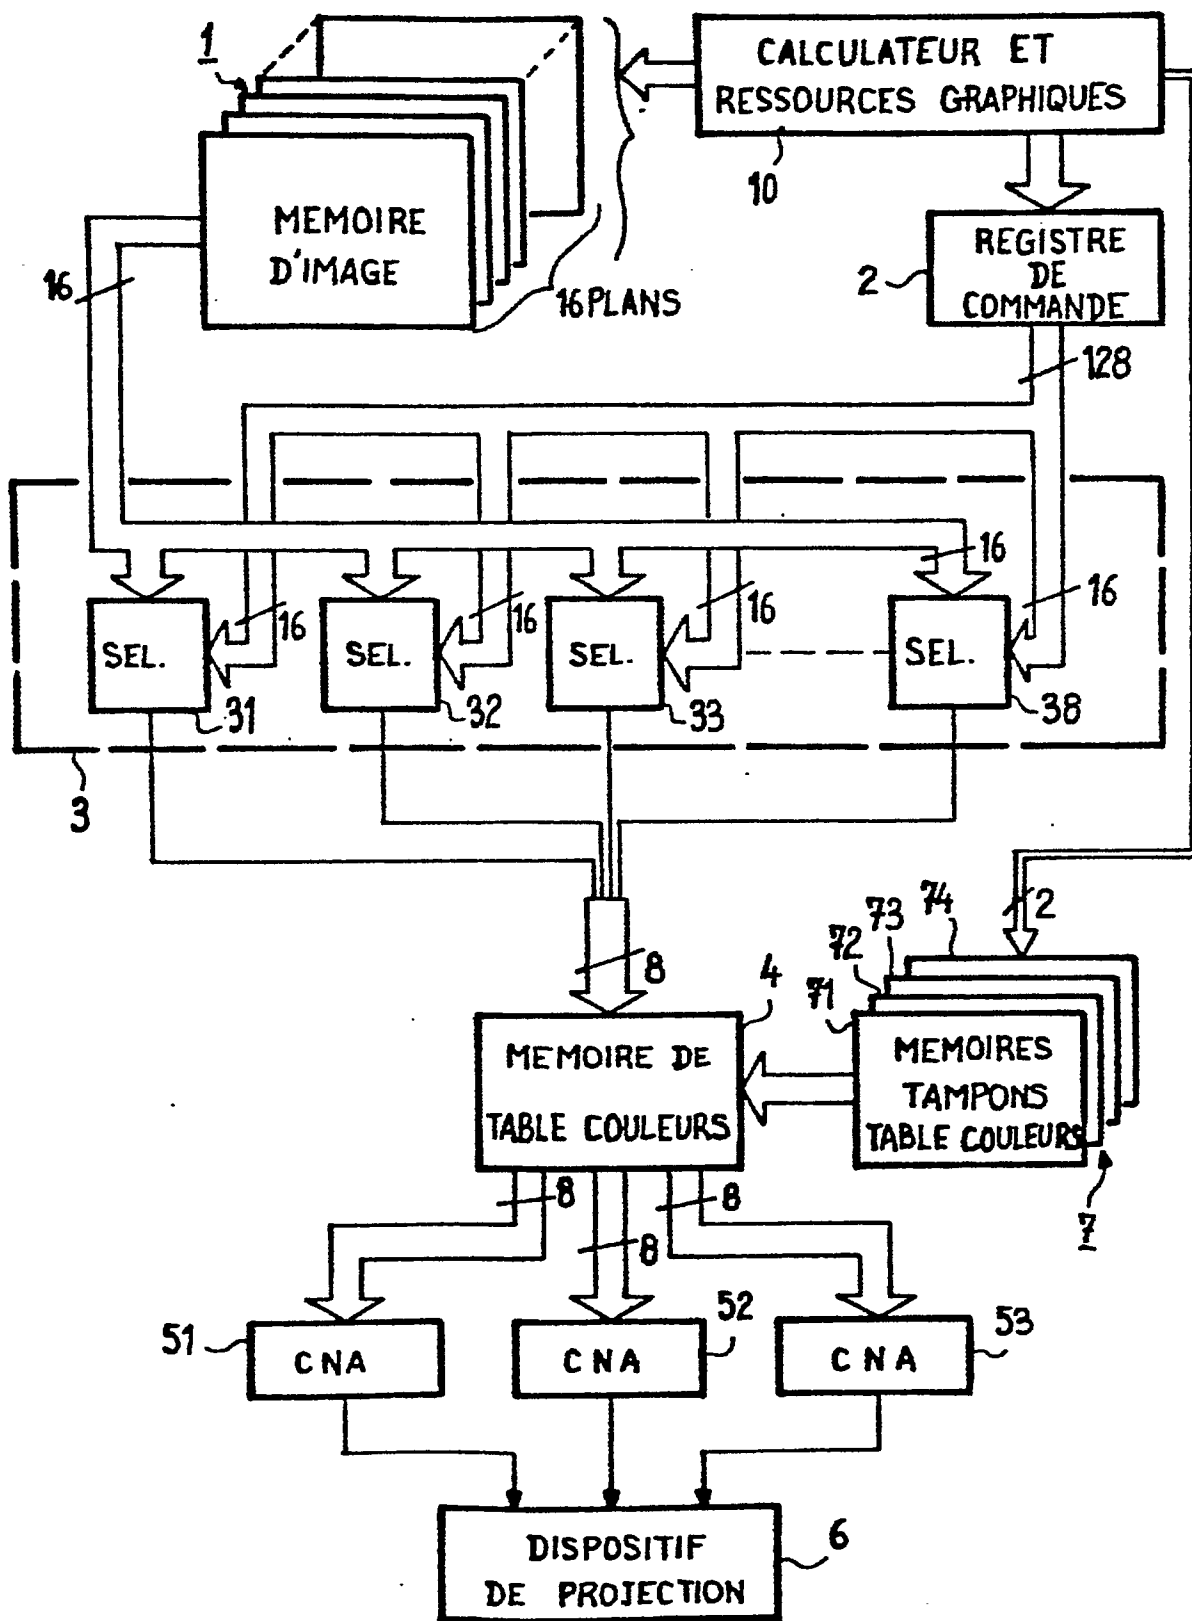 1
CALCULATEUR ET
RESSOURCES GRAPHIQUES
10
MEMOIRE
D'IMAGE
16 PLANS
16
REGISTRE
DE
COMMANDE
2
128
16
SEL.
16
SEL.
16
SEL.
16
SEL.
16
31
32
33
38
3
8
2
74
73
72
71
4
MEMOIRE DE
TABLE COULEURS
MEMOIRES
TAMPONS
TABLE COULEURS
7
8
8
8
51
CNA
52
CNA
53
CNA
DISPOSITIF
DE PROJECTION
6